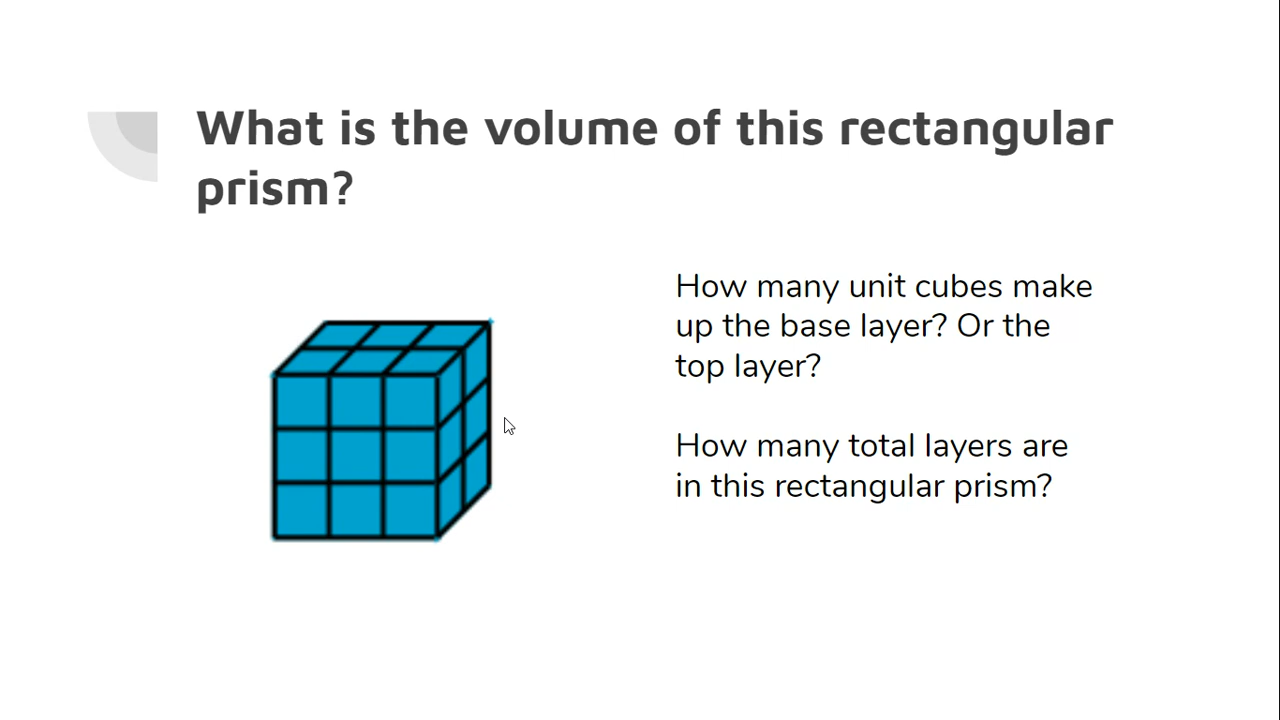 What is the volume of this rectangular
prism?
How many unit cubes make
up the base layer? Or the
top layer?
How many total layers are
in this rectangular prism?